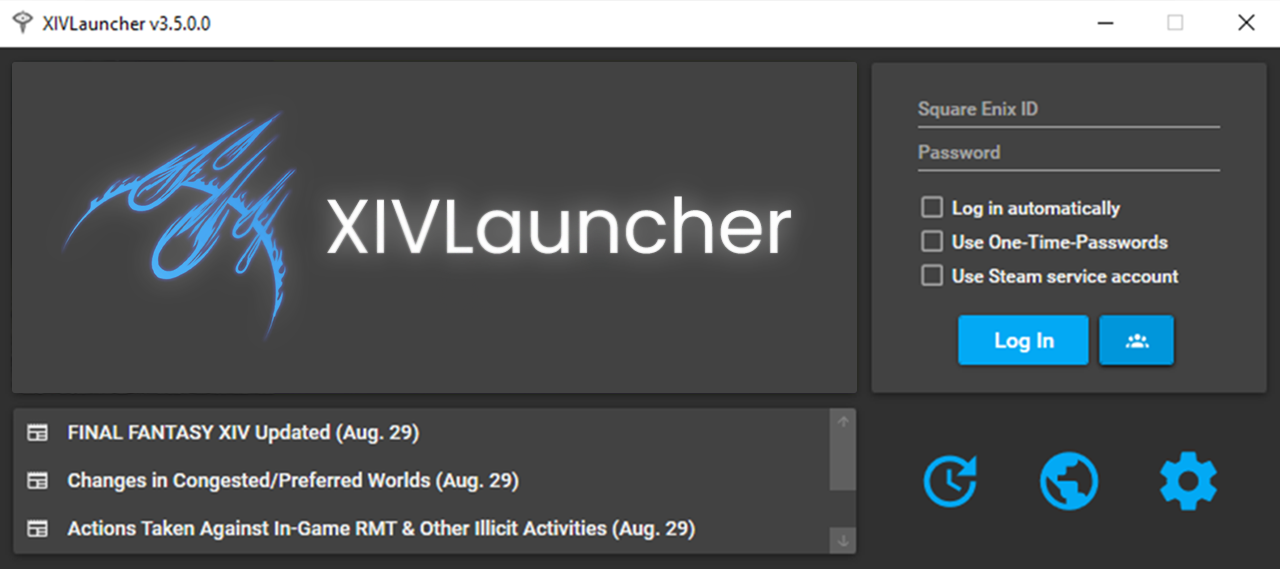 XIVLauncher v3.5.0.0
XIVLauncher
Square Enix ID
Password
Log in automatically
Use One-Time-Passwords
Use Steam service account
Log In
FINAL FANTASY XIV Updated (Aug. 29)
Changes in Congested/Preferred Worlds (Aug. 29)
Actions Taken Against In-Game RMT & Other Illicit Activities (Aug. 29)